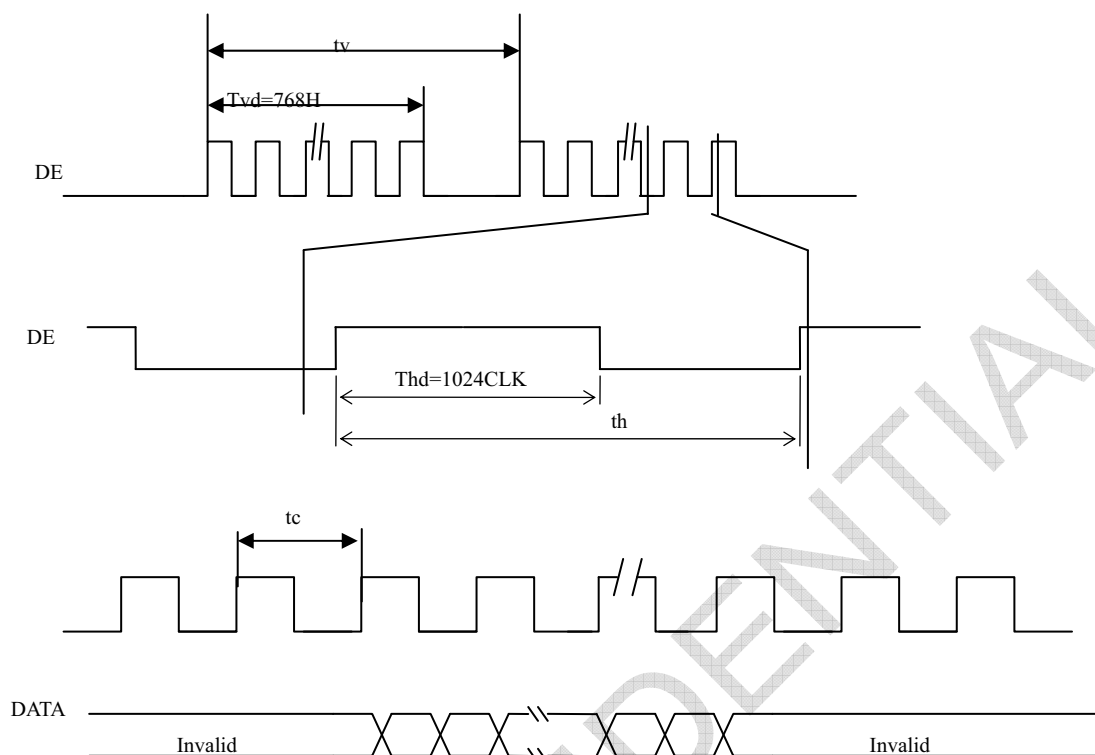 tv
Tvd=768H
DE
DE
Thd=1024CLK
th
tc
DATA
Invalid Invalid